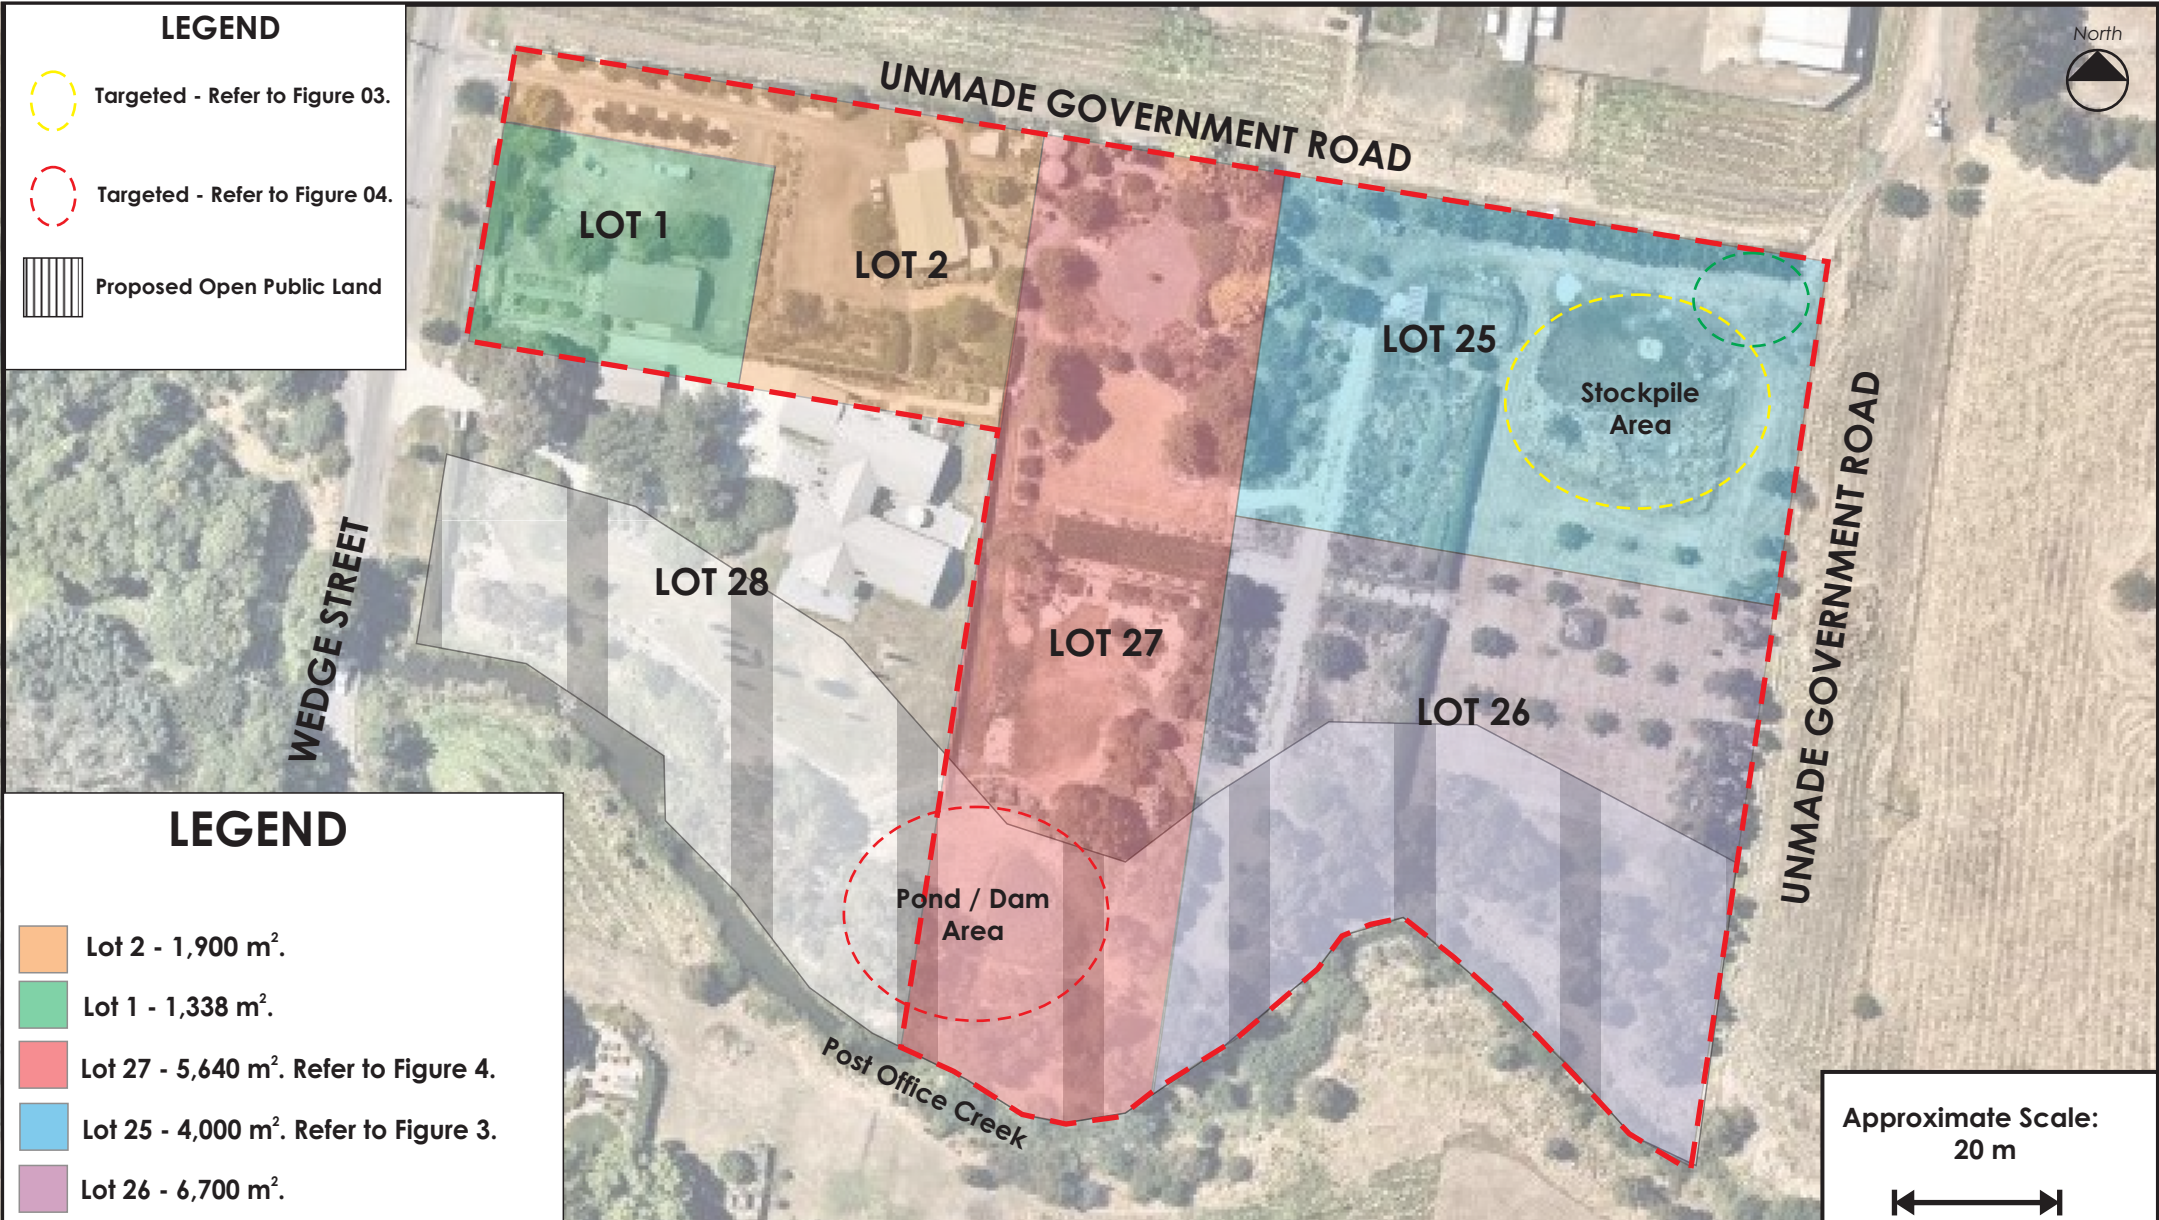 LEGEND
Targeted - Refer to Figure 03.
Targeted - Refer to Figure 04.
Proposed Open Public Land
North
UNMADE GOVERNMENT ROAD
LOT 1
LOT 2
LOT 25
Stockpile
Area
UNMADE GOVERNMENT ROAD
WEDGE STREET
LOT 28
LOT 27
LOT 26
Pond / Dam
Area
Post Office Creek
LEGEND
Lot 2 - 1,900 m².
Lot 1 - 1,338 m².
Lot 27 - 5,640 m². Refer to Figure 4.
Lot 25 - 4,000 m². Refer to Figure 3.
Lot 26 - 6,700 m².
Approximate Scale:
20 m